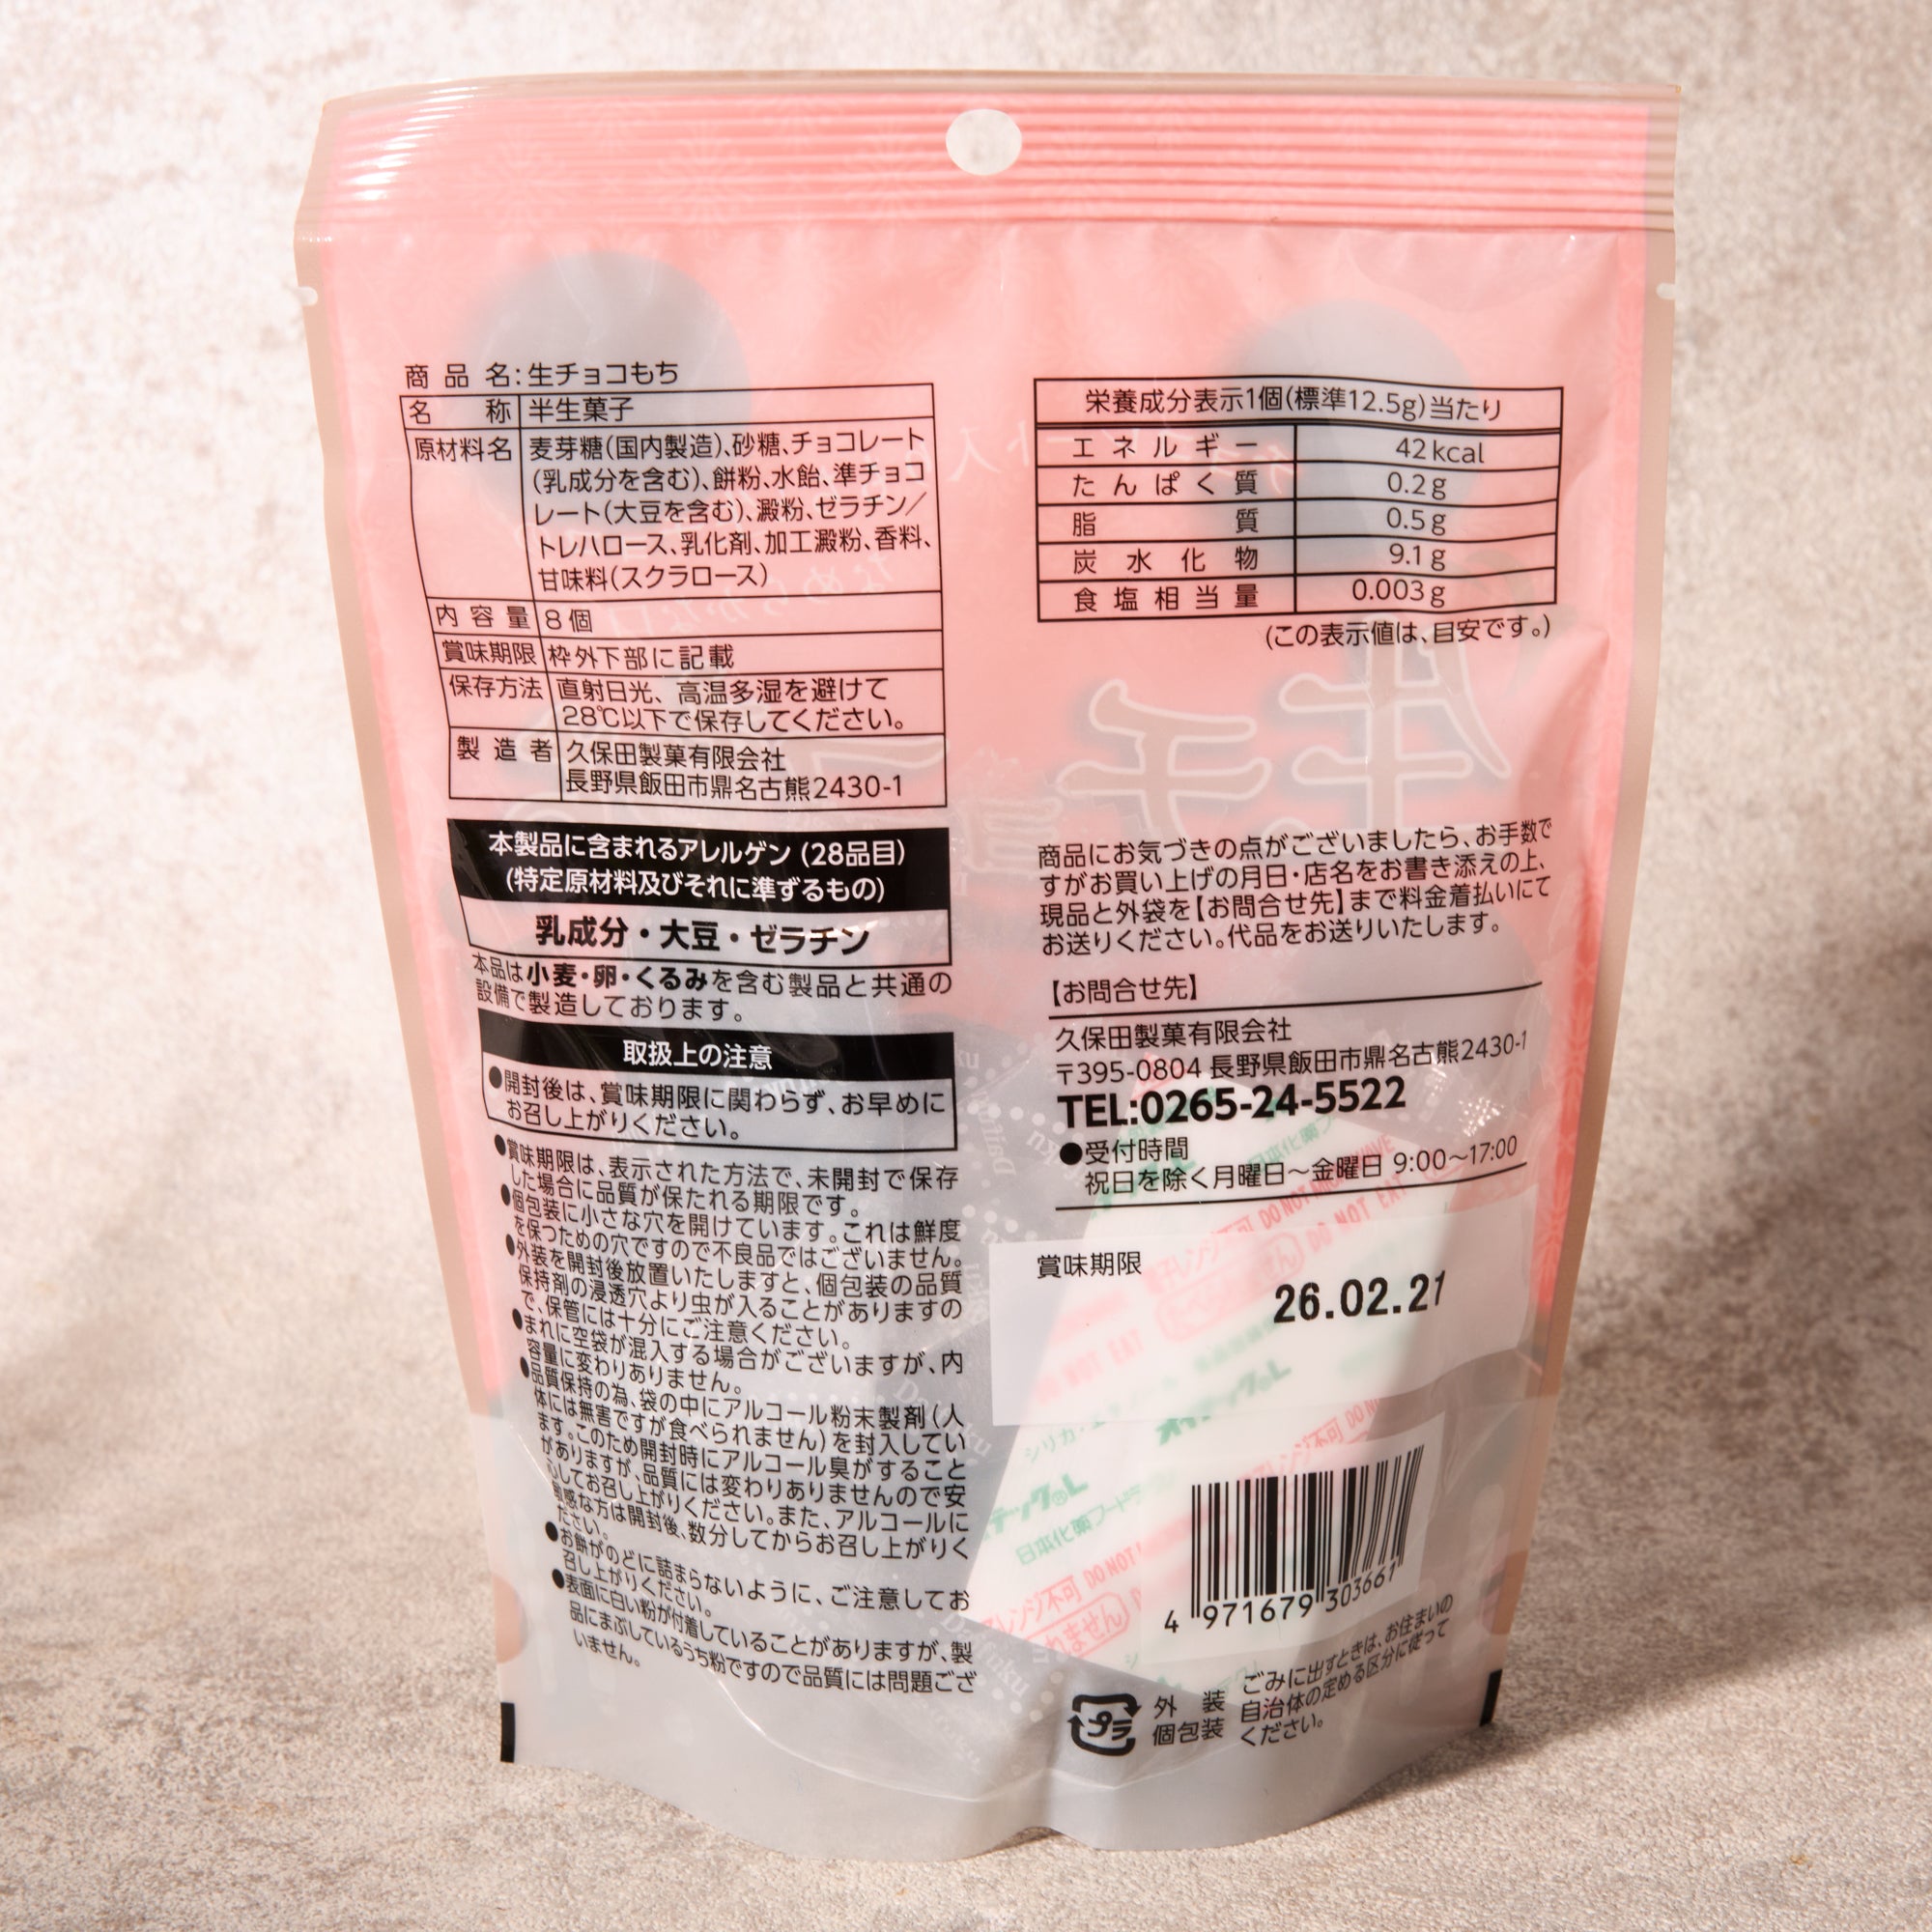 商品名:生チョコもち
名称 半生菓子
原材料名 麦芽糖(国内製造)、砂糖、チョコレート
(乳成分を含む)、餅粉、水飴、準チョコ
レート(大豆を含む)、澱粉、ゼラチン/
トレハロース、乳化剤、加工澱粉、香料、
甘味料(スクラロース)
内容量 8個
賞味期限 枠外下部に記載
保存方法 直射日光、高温多湿を避けて
28℃以下で保存してください。
製造者 久保田製菓有限会社
長野県飯田市鼎名古熊2430-1
本製品に含まれるアレルゲン(28品目)
(特定原材料及びそれに準ずるもの)
乳成分・大豆・ゼラチン
本品は小麦・卵・くるみを含む製品と共通の
設備で製造しております。
取扱上の注意
●開封後は、賞味期限に関わらず、お早めに
お召し上がりください。
●賞味期限は、表示された方法で、未開封で保存
した場合に品質が保たれる期限です。
●個包装に小さな穴を開けています。これは鮮度
を保つための穴ですので不良品ではございません。
●外装を開封後放置いたしますと、個包装の品質
保持剤の浸透穴より虫が入ることがありますの
で、保管には十分にご注意ください。
●まれに空袋が混入する場合がございますが、内
容量に変わりありません。
●品質保持の為、袋の中にアルコール粉末製剤(人
体には無害ですが食べられません)を封入してい
ます。このため開封時にアルコール臭がすること
がありますが、品質には変わりありませんので安
心してお召し上がりください。また、アルコールに
敏感な方は開封後、数分してからお召し上がりく
ださい。
●お餅がのどに詰まらないように、ご注意してお
召し上がりください。
●表面に白い粉が付着していることがありますが、製
品にまぶしているうち粉ですので品質には問題ござ
いません。
栄養成分表示1個(標準12.5g)当たり
エネルギー 42kcal
たんぱく質 0.2g
脂質 0.5g
炭水化物 9.1g
食塩相当量 0.003g
(この表示値は、目安です。)
商品にお気づきの点がございましたら、お手数で
すがお買い上げの月日・店名をお書き添えの上、
現品と外袋を【お問合せ先】まで料金着払いにて
お送りください。代品をお送りいたします。
【お問合せ先】
久保田製菓有限会社
〒395-0804 長野県飯田市鼎名古熊2430-1
TEL:0265-24-5522
●受付時間
祝日を除く月曜日～金曜日 9:00～17:00
賞味期限
26.02.21
4 971679 303661
プラ
外装
個包装
ごみに出すときは、お住まいの
自治体の定める区分に従って
ください。